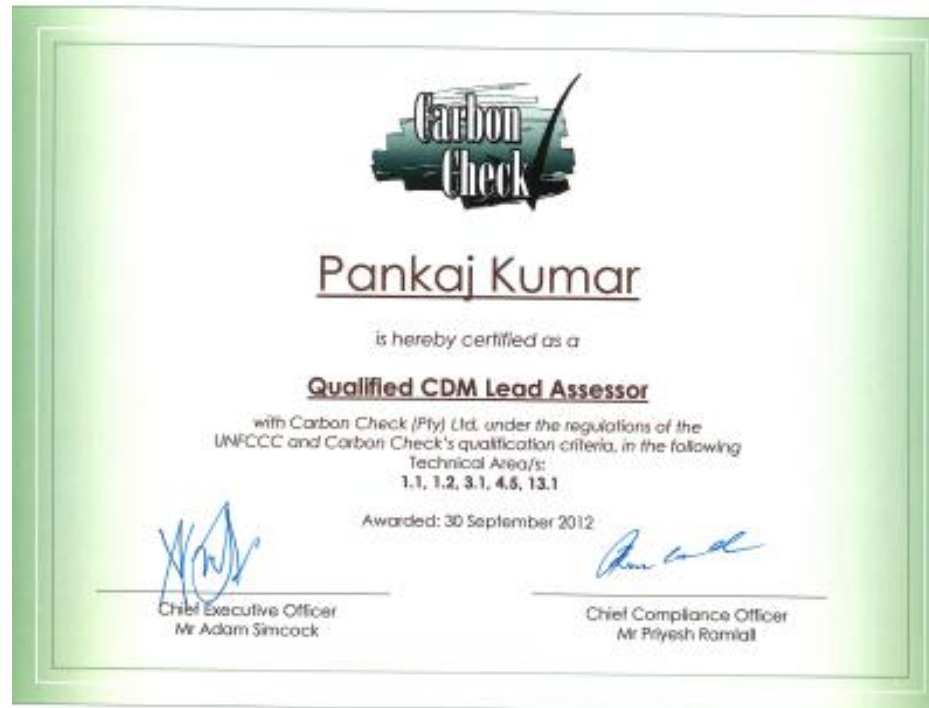 Carbon
Check
Pankaj Kumar
is hereby certified as a
Qualified CDM Lead Assessor
with Carbon Check (Pty) Ltd, under the regulations of the
UNFCCC and Carbon Check's qualification criteria, in the following
Technical Area/s:
1.1, 1.2, 3.1, 4.5, 13.1
Awarded: 30 September 2012
Chief Executive Officer
Mr Adam Simcock
Chief Compliance Officer
Mr Priyesh Ramlall